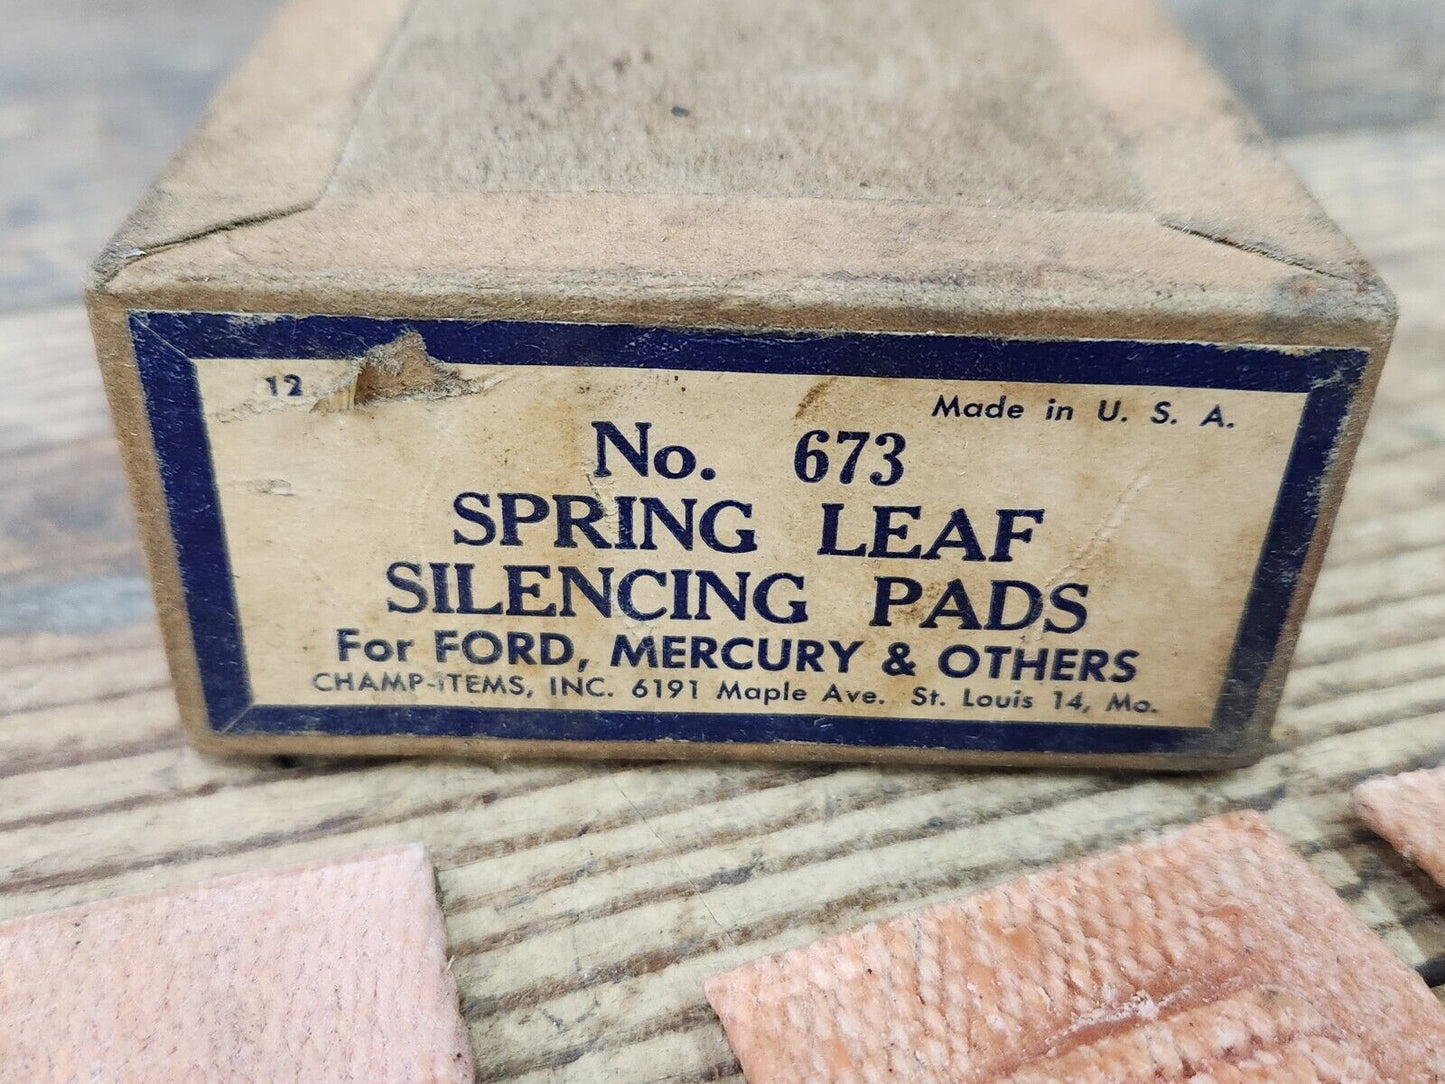 12
Made in U. S. A.
No. 673
SPRING LEAF
SILENCING PADS
For FORD, MERCURY & OTHERS
CHAMP-ITEMS, INC. 6191 Maple Ave. St. Louis 14, Mo.